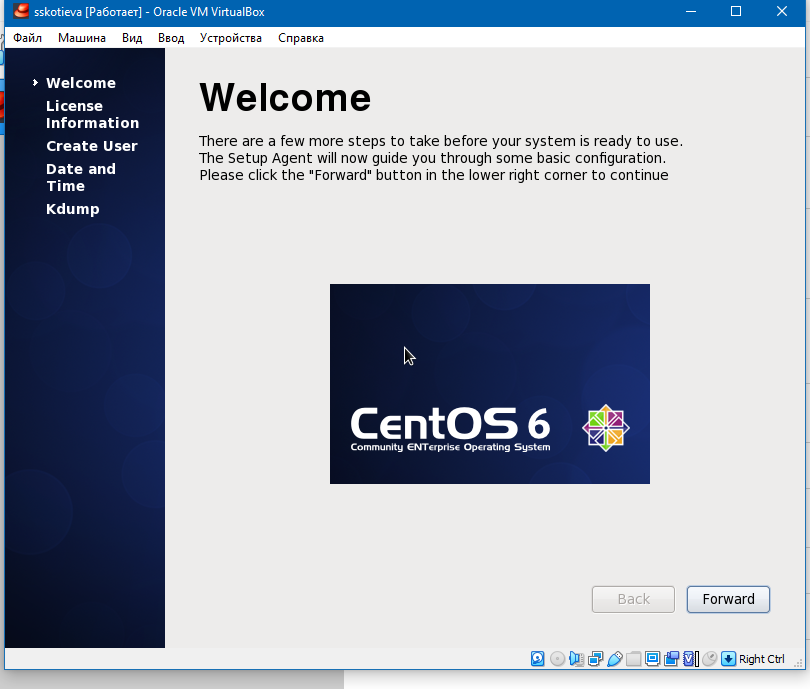 sskotieva [Работает] - Oracle VM VirtualBox
Файл Машина Вид Ввод Устройства Справка
Welcome
License
Information
Create User
Date and
Time
Kdump
Welcome
There are a few more steps to take before your system is ready to use.
The Setup Agent will now guide you through some basic configuration.
Please click the "Forward" button in the lower right corner to continue
CentOS 6
Community ENTerprise Operating System
Back Forward
Right Ctrl